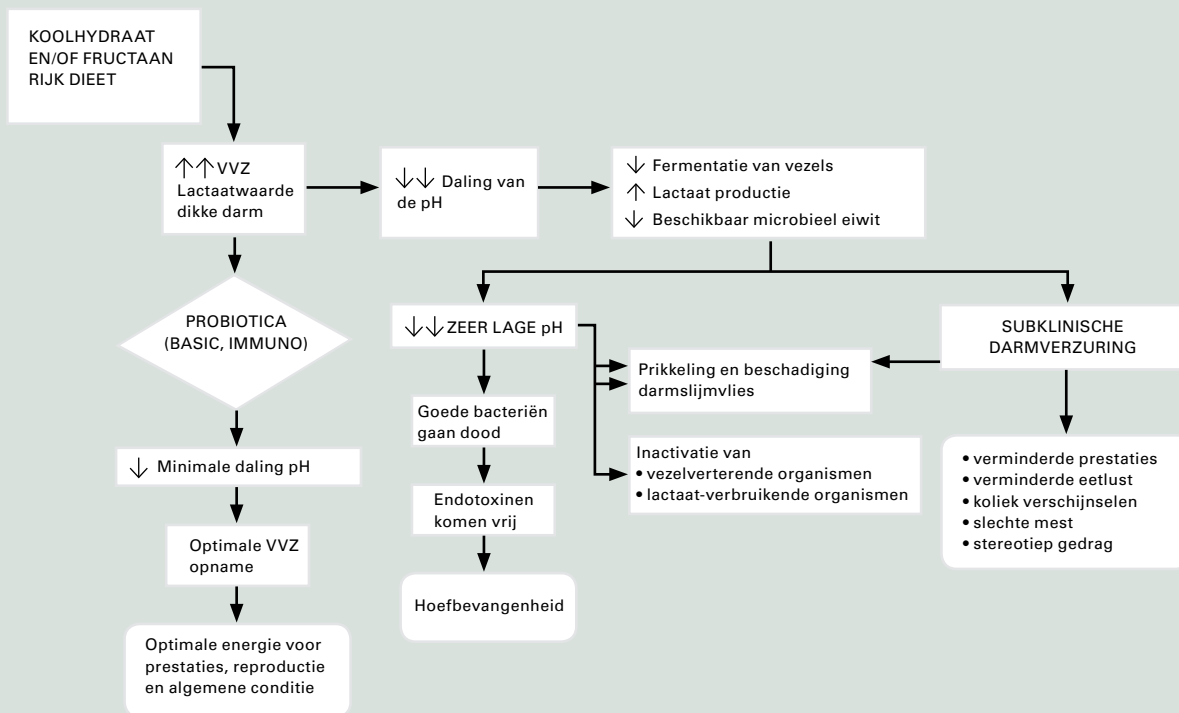 KOOLHYDRAAT
EN/OF FRUCTAAN
RIJK DIEET
↑↑ VVZ
Lactaatwaarde
dikke darm
↓↓ Daling van
de pH
↓ Fermentatie van vezels
↑ Lactaat productie
↓ Beschikbaar microbieel eiwit
PROBIOTICA
(BASIC, IMMUNO)
↓ Minimale daling pH
Optimale VVZ
opname
Optimale energie voor
prestaties, reproductie
en algemene conditie
↓↓ ZEER LAGE pH
Goede bacteriën
gaan dood
Endotoxinen
komen vrij
Hoefbevangenheid
Prikkeling en beschadiging
darmslijmvlies
Inactivatie van
• vezelverterende organismen
• lactaat-verbruikende organismen
SUBKLINISCHE
DARMVERZURING
• verminderde prestaties
• verminderde eetlust
• koliek verschijnselen
• slechte mest
• stereotiep gedrag